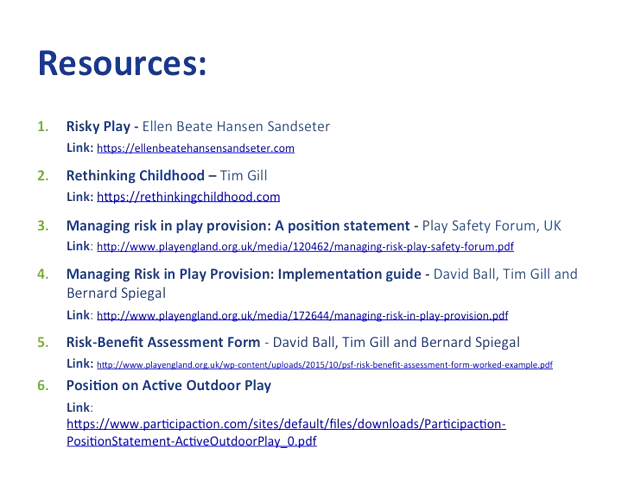 Resources:
1. Risky Play - Ellen Beate Hansen Sandseter
Link: https://ellenbeatehansensandseter.com
2. Rethinking Childhood – Tim Gill
Link: https://rethinkingchildhood.com
3. Managing risk in play provision: A position statement - Play Safety Forum, UK
Link: http://www.playengland.org.uk/media/120462/managing-risk-play-safety-forum.pdf
4. Managing Risk in Play Provision: Implementation guide - David Ball, Tim Gill and
Bernard Spiegal
Link: http://www.playengland.org.uk/media/172644/managing-risk-in-play-provision.pdf
5. Risk-Benefit Assessment Form - David Ball, Tim Gill and Bernard Spiegal
Link: http://www.playengland.org.uk/wp-content/uploads/2015/10/psf-risk-benefit-assessment-form-worked-example.pdf
6. Position on Active Outdoor Play
Link:
https://www.participaction.com/sites/default/files/downloads/Participaction-
PositionStatement-ActiveOutdoorPlay_0.pdf